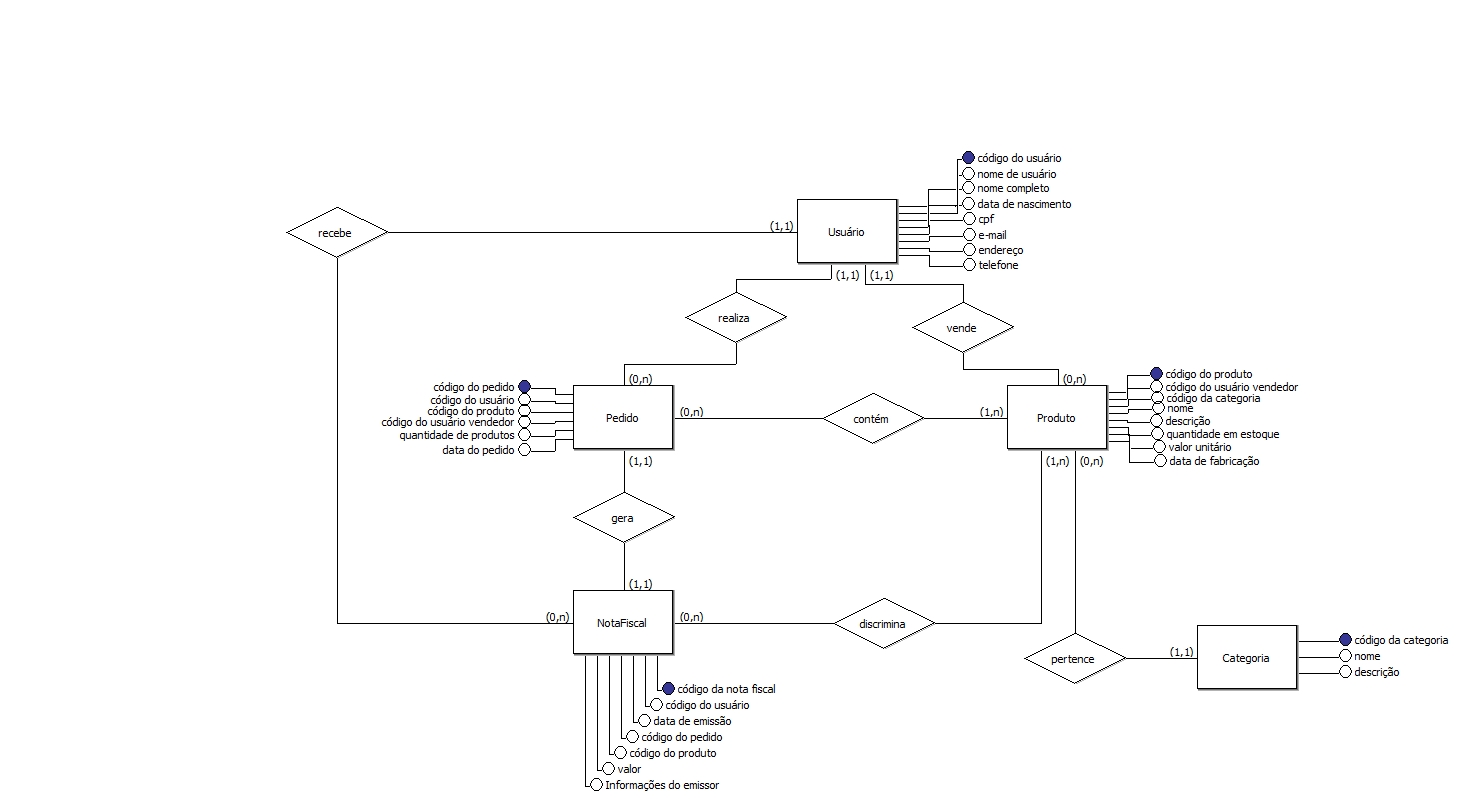 código do usuário
nome de usuário
nome completo
data de nascimento
cpf
e-mail
endereço
telefone
recebe
(1,1)
Usuário
(1,1)
(1,1)
realiza
vende
(0,n)
(0,n)
código do pedido
código do usuário
código do produto
código do usuário vendedor
quantidade de produtos
data do pedido
Pedido
(0,n)
contém
(1,n)
Produto
código do produto
código do usuário vendedor
código da categoria
nome
descrição
quantidade em estoque
valor unitário
data de fabricação
(1,1)
(1,n)
(0,n)
gera
(1,1)
(0,n)
NotaFiscal
(0,n)
discrimina
pertence
(1,1)
Categoria
código da categoria
nome
descrição
código da nota fiscal
código do usuário
data de emissão
código do pedido
código do produto
valor
Informações do emissor